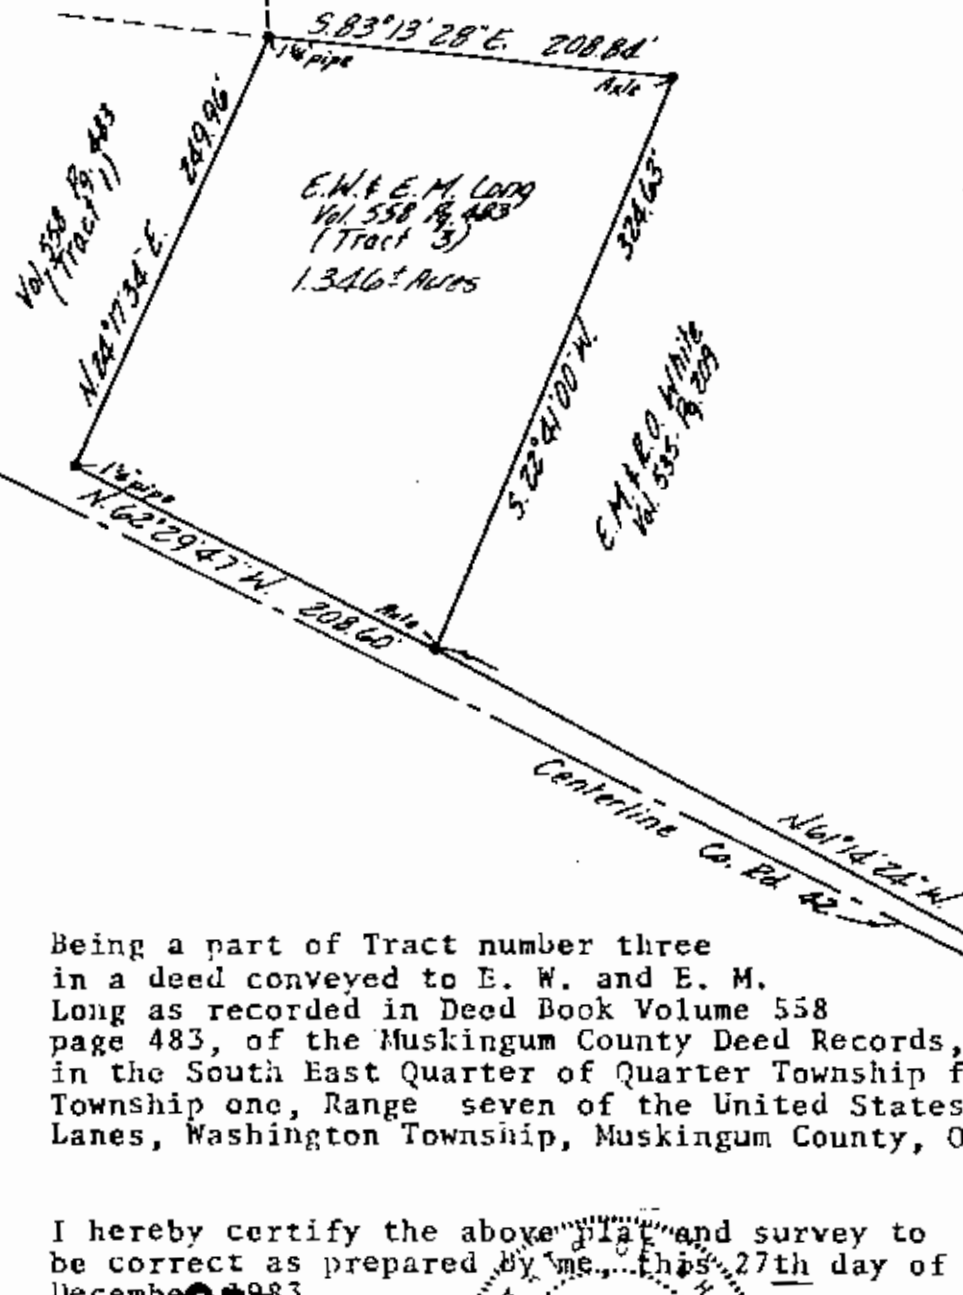 S.83°13'28"E. 208.84'
1¼" pipe
Axle
249.96'
N.24°17'34"E.
Vol. 558 Pg. 483
(Tract 1)
E.W. & E.M. Long
Vol. 558 Pg. 483
(Tract 3)
1.346± Acres
324.63'
S.22°41'00"W.
E.M. & R.O. White
Vol. 535 Pg. 209
pipe
N.62°29'47"W. 208.60'
Axle
Centerline Co. Rd. 42
N61°14'24"W.
Being a part of Tract number three
in a deed conveyed to E. W. and E. M.
Long as recorded in Deed Book Volume 558
page 483, of the Muskingum County Deed Records,
in the South East Quarter of Quarter Township f
Township one, Range seven of the United States
Lanes, Washington Township, Muskingum County, O
I hereby certify the above plat and survey to
be correct as prepared by me, this 27th day of
December 1983